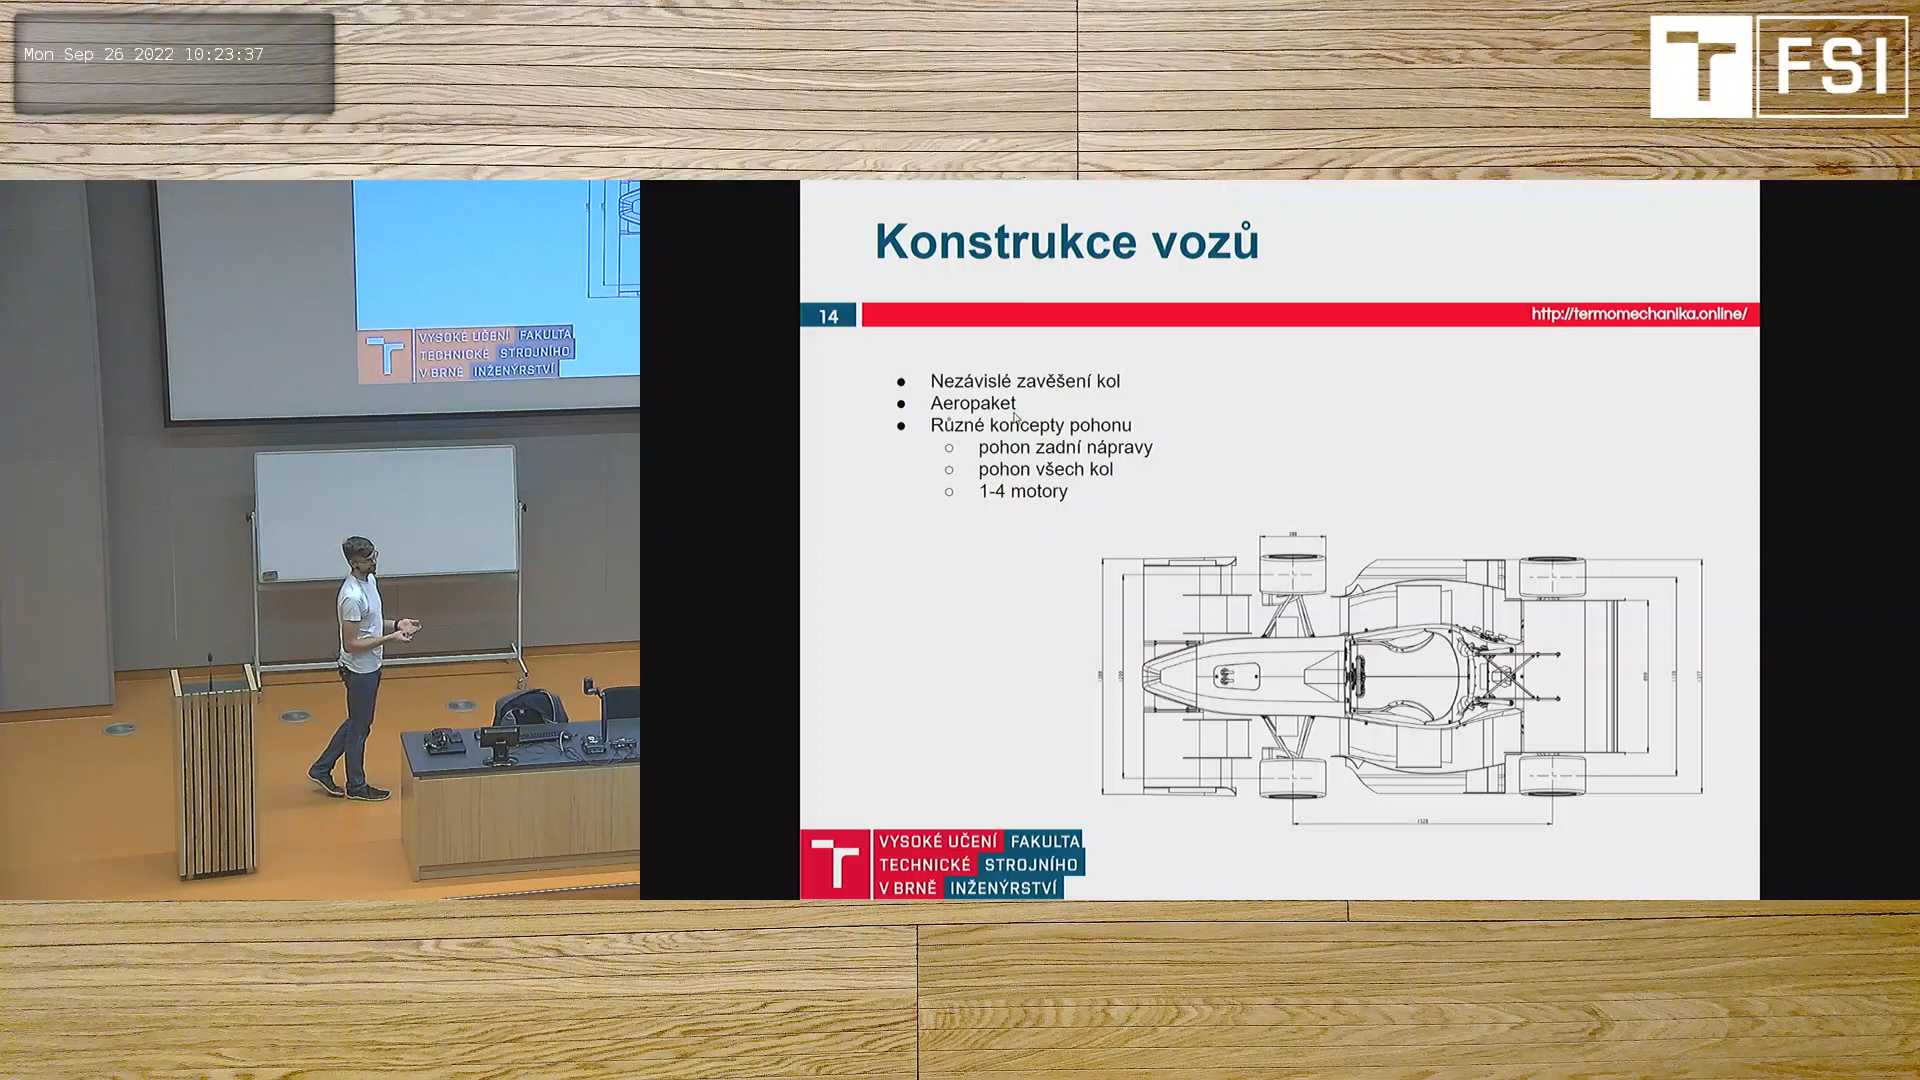 Mon Sep 26 2022 10:23:37
T FSI
VYSOKÉ UČENÍ FAKULTA
TECHNICKÉ STROJNÍHO
V BRNĚ INŽENÝRSTVÍ
Konstrukce vozů
14
http://termomechanika.online/
● Nezávislé zavěšení kol
● Aeropaket
● Různé koncepty pohonu
○ pohon zadní nápravy
○ pohon všech kol
○ 1-4 motory
VYSOKÉ UČENÍ FAKULTA
TECHNICKÉ STROJNÍHO
V BRNĚ INŽENÝRSTVÍ